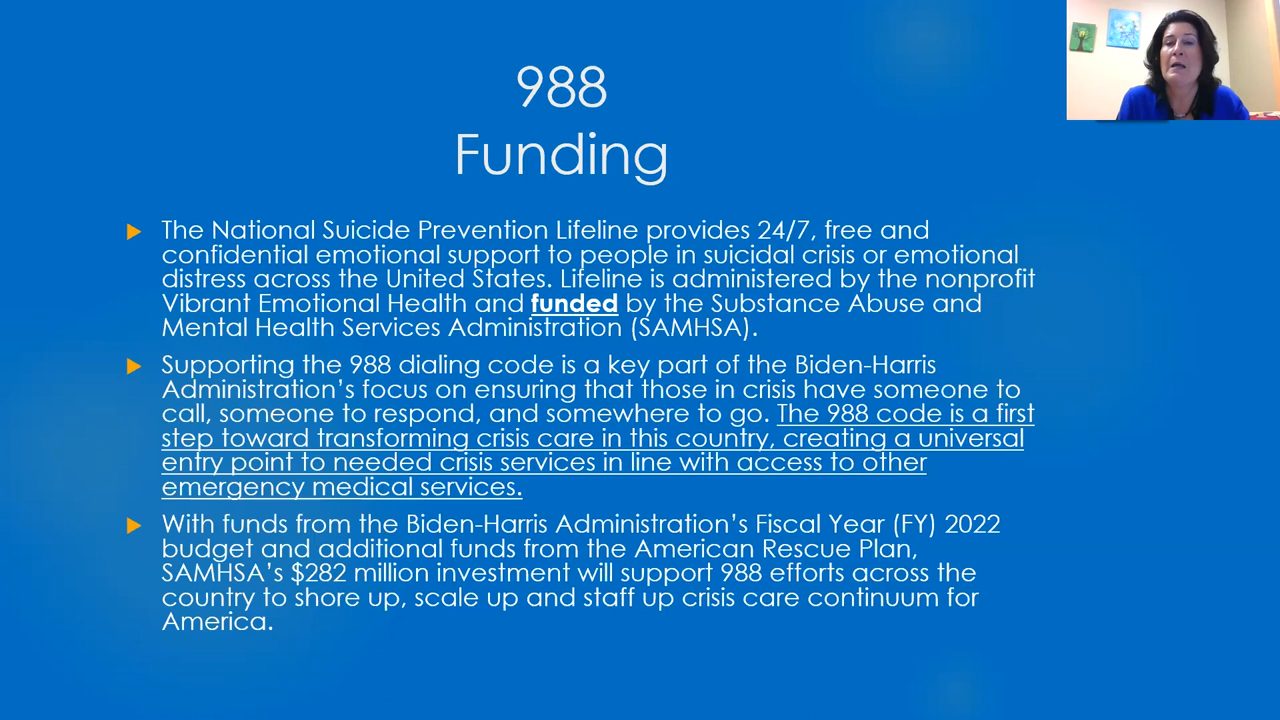 988
Funding
The National Suicide Prevention Lifeline provides 24/7, free and
confidential emotional support to people in suicidal crisis or emotional
distress across the United States. Lifeline is administered by the nonprofit
Vibrant Emotional Health and funded by the Substance Abuse and
Mental Health Services Administration (SAMHSA).
Supporting the 988 dialing code is a key part of the Biden-Harris
Administration’s focus on ensuring that those in crisis have someone to
call, someone to respond, and somewhere to go. The 988 code is a first
step toward transforming crisis care in this country, creating a universal
entry point to needed crisis services in line with access to other
emergency medical services.
With funds from the Biden-Harris Administration’s Fiscal Year (FY) 2022
budget and additional funds from the American Rescue Plan,
SAMHSA’s $282 million investment will support 988 efforts across the
country to shore up, scale up and staff up crisis care continuum for
America.